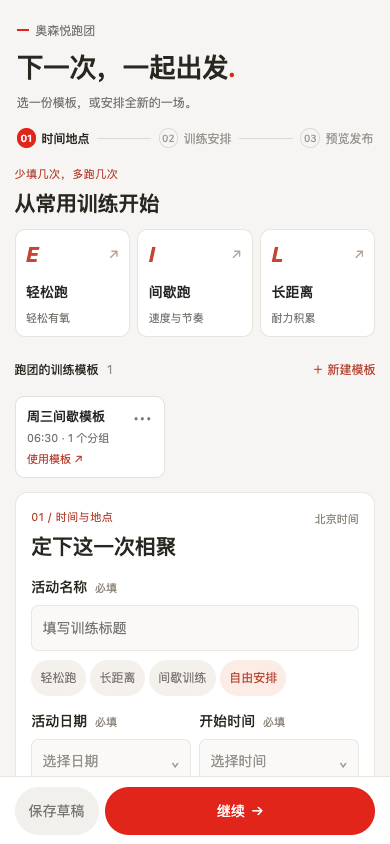 奥森悦跑团
下一次，一起出发.
选一份模板，或安排全新的一场。
01 时间地点 02 训练安排 03 预览发布
少填几次，多跑几次
从常用训练开始
E ↗ I ↗ L ↗
轻松跑 间歇跑 长距离
轻松有氧 速度与节奏 耐力积累
跑团的训练模板 1 + 新建模板
周三间歇模板 •••
06:30 · 1 个分组
使用模板 ↗
01 / 时间与地点 北京时间
定下这一次相聚
活动名称 必填
填写训练标题
轻松跑 长距离 间歇训练 自由安排
活动日期 必填 开始时间 必填
选择日期 选择时间
保存草稿 继续 →